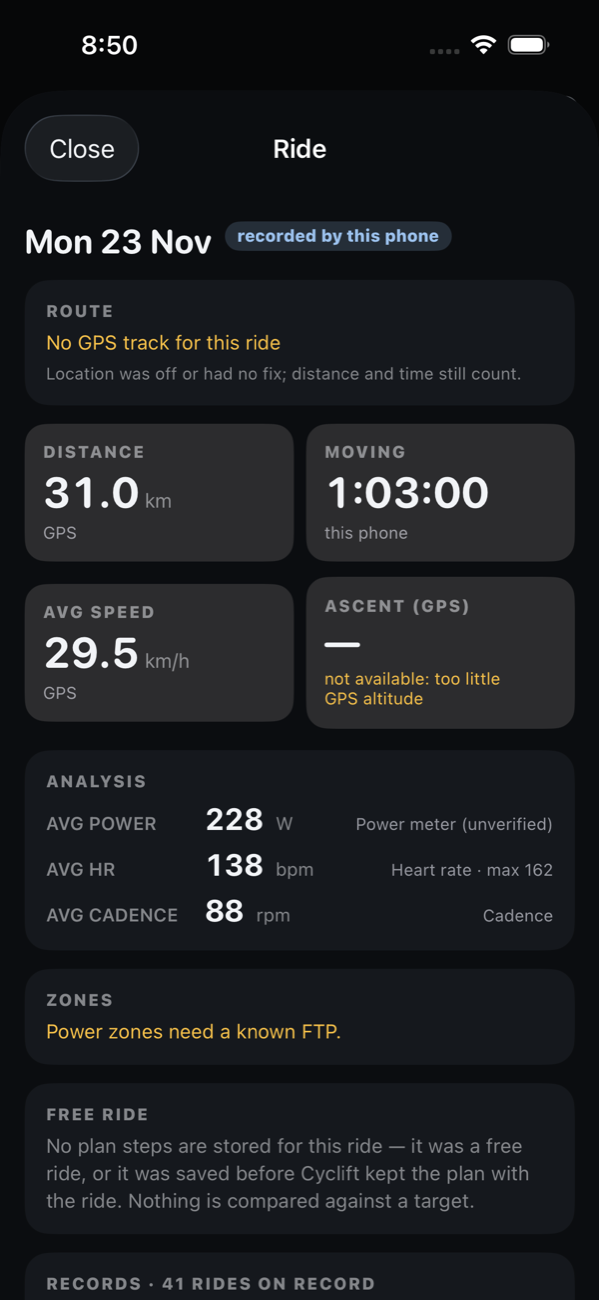 8:50
Close
Ride
Mon 23 Nov
recorded by this phone
ROUTE
No GPS track for this ride
Location was off or had no fix; distance and time still count.
DISTANCE
31.0 km
GPS
MOVING
1:03:00
this phone
AVG SPEED
29.5 km/h
GPS
ASCENT (GPS)
—
not available: too little
GPS altitude
ANALYSIS
AVG POWER 228 W Power meter (unverified)
AVG HR 138 bpm Heart rate · max 162
AVG CADENCE 88 rpm Cadence
ZONES
Power zones need a known FTP.
FREE RIDE
No plan steps are stored for this ride — it was a free
ride, or it was saved before Cyclift kept the plan with
the ride. Nothing is compared against a target.
RECORDS · 41 RIDES ON RECORD